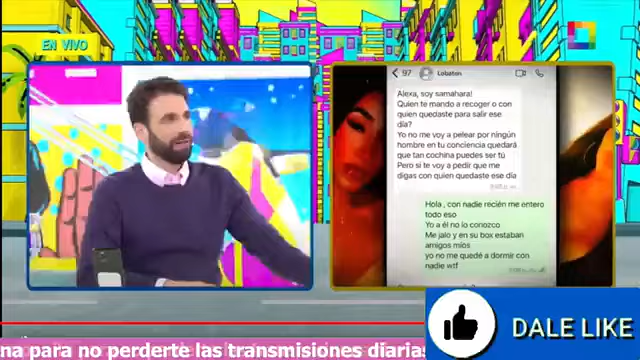 EN VIVO
97
Lobaton
Alexa, soy samahara!
Quien te mando a recoger o con
quien quedaste para salir ese
día?
Yo no me voy a pelear por ningún
hombre en tu conciencia quedará
que tan cochina puedes ser tú
Pero si te voy a pedir que me
digas con quien quedaste ese día
Hola , con nadie recién me entero
todo eso
Yo a él no lo conozco
Me jalo y en su box estaban
amigos míos
yo no me quedé a dormir con
nadie wtf
na para no perderte las transmisiones diarias
DALE LIKE